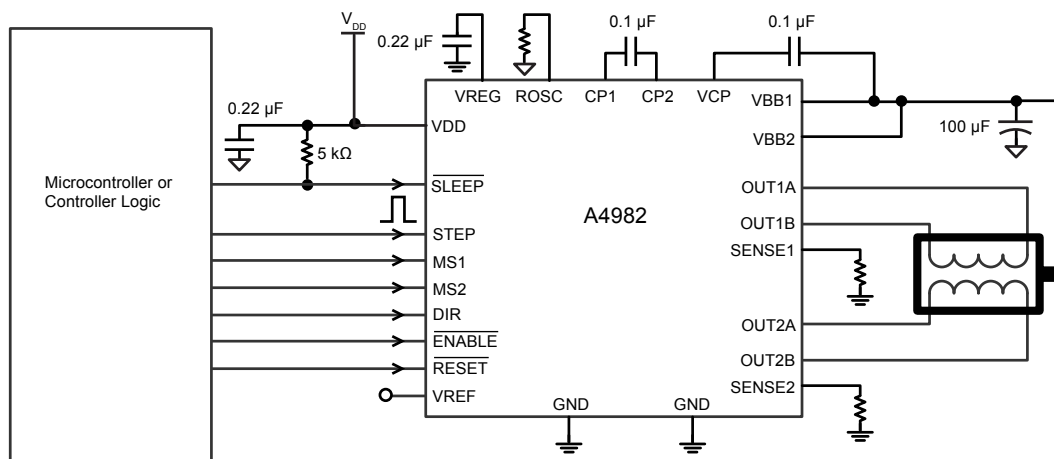 V_DD
0.22 µF
0.1 µF
0.1 µF
0.22 µF
5 kΩ
100 µF
Microcontroller or
Controller Logic
VREG
ROSC
CP1
CP2
VCP
VBB1
VDD
VBB2
SLEEP
OUT1A
A4982
OUT1B
STEP
SENSE1
MS1
MS2
DIR
OUT2A
ENABLE
OUT2B
RESET
SENSE2
VREF
GND
GND